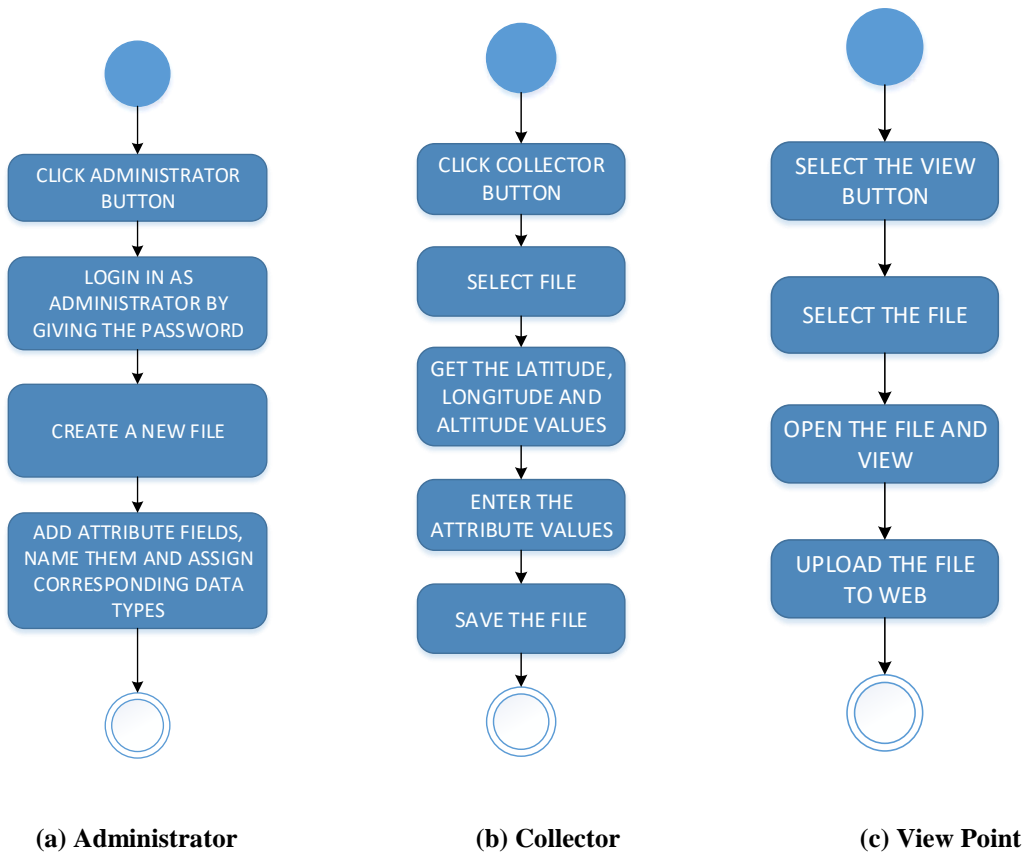 CLICK ADMINISTRATOR
BUTTON
LOGIN IN AS
ADMINISTRATOR BY
GIVING THE PASSWORD
CREATE A NEW FILE
ADD ATTRIBUTE FIELDS,
NAME THEM AND ASSIGN
CORRESPONDING DATA
TYPES
(a) Administrator
CLICK COLLECTOR
BUTTON
SELECT FILE
GET THE LATITUDE,
LONGITUDE AND
ALTITUDE VALUES
ENTER THE
ATTRIBUTE VALUES
SAVE THE FILE
(b) Collector
SELECT THE VIEW
BUTTON
SELECT THE FILE
OPEN THE FILE AND
VIEW
UPLOAD THE FILE
TO WEB
(c) View Point